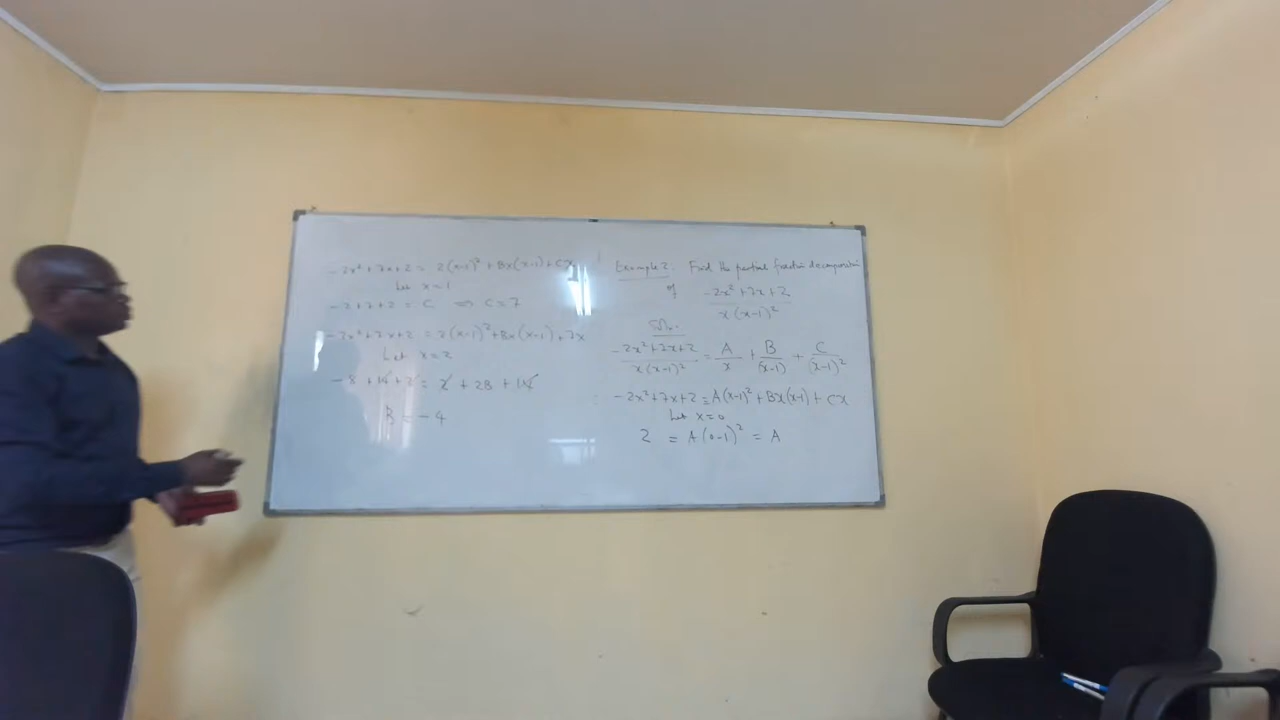 Example 2. Find the partial fraction decomposition
of (-2x² + 7x + 2)/(x(x-1)²)
Soln.
(-2x² + 7x + 2)/(x(x-1)²) = A/x + B/(x-1) + C/(x-1)²
-2x² + 7x + 2 = A(x-1)² + Bx(x-1) + Cx
Let x = 0
2 = A(0-1)² = A
-2x² + 7x + 2 = 2(x-1)² + Bx(x-1) + Cx
Let x = 1
-2 + 7 + 2 = C ⇒ C = 7
-2x² + 7x + 2 = 2(x-1)² + Bx(x-1) + 7x
Let x = 2
-8 + 14 + 2 = 2 + 2B + 14
B = -4